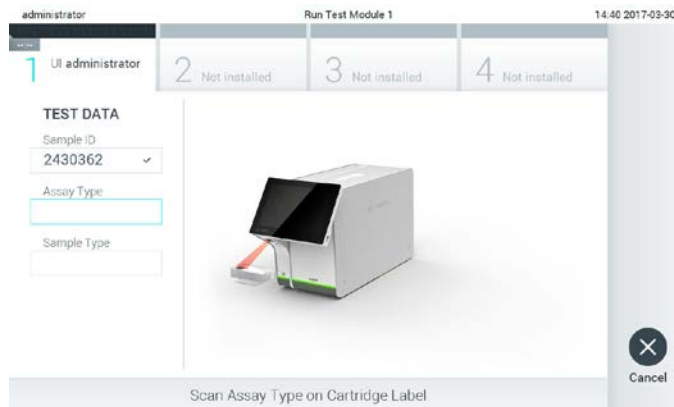 administrator Run Test Module 1 14:40 2017-03-30
1 UI administrator 2 Not installed 3 Not installed 4 Not installed
TEST DATA
Sample ID
2430362
Assay Type
Sample Type
Cancel
Scan Assay Type on Cartridge Label